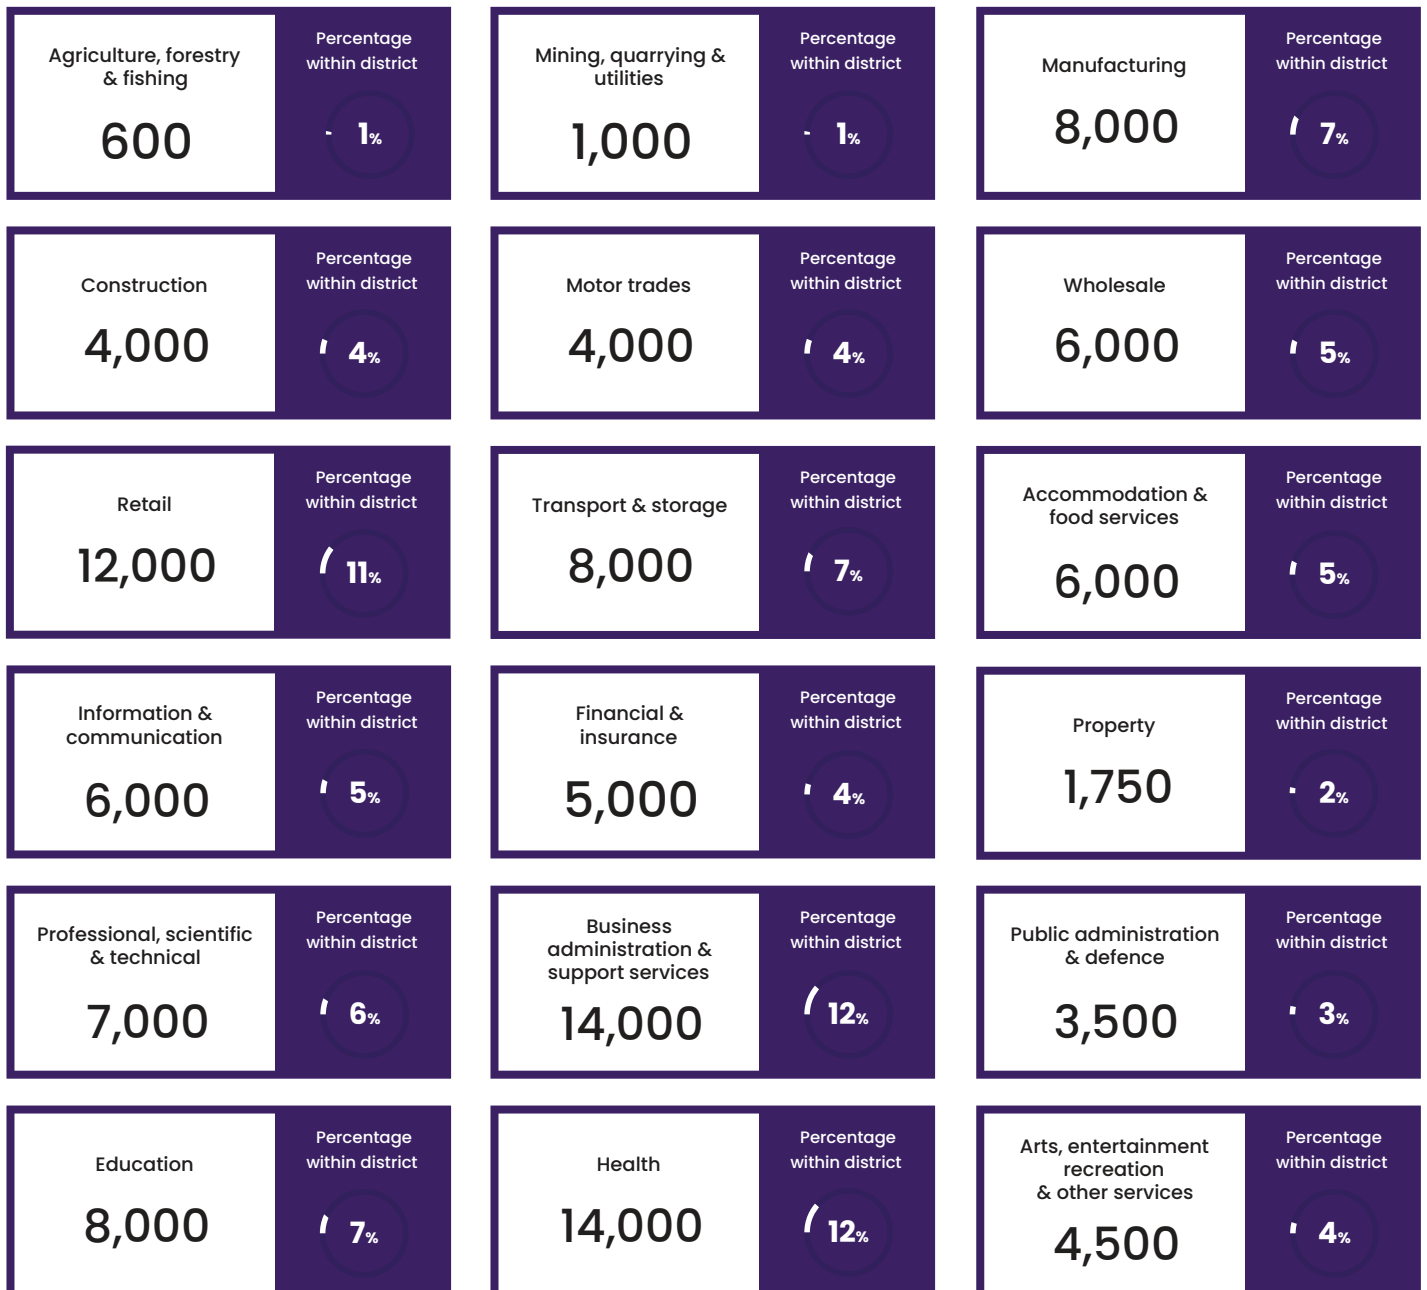 Agriculture, forestry
& fishing
600
Percentage
within district
1%
Mining, quarrying &
utilities
1,000
Percentage
within district
1%
Manufacturing
8,000
Percentage
within district
7%
Construction
4,000
Percentage
within district
4%
Motor trades
4,000
Percentage
within district
4%
Wholesale
6,000
Percentage
within district
5%
Retail
12,000
Percentage
within district
11%
Transport & storage
8,000
Percentage
within district
7%
Accommodation &
food services
6,000
Percentage
within district
5%
Information &
communication
6,000
Percentage
within district
5%
Financial &
insurance
5,000
Percentage
within district
4%
Property
1,750
Percentage
within district
2%
Professional, scientific
& technical
7,000
Percentage
within district
6%
Business
administration &
support services
14,000
Percentage
within district
12%
Public administration
& defence
3,500
Percentage
within district
3%
Education
8,000
Percentage
within district
7%
Health
14,000
Percentage
within district
12%
Arts, entertainment
recreation
& other services
4,500
Percentage
within district
4%